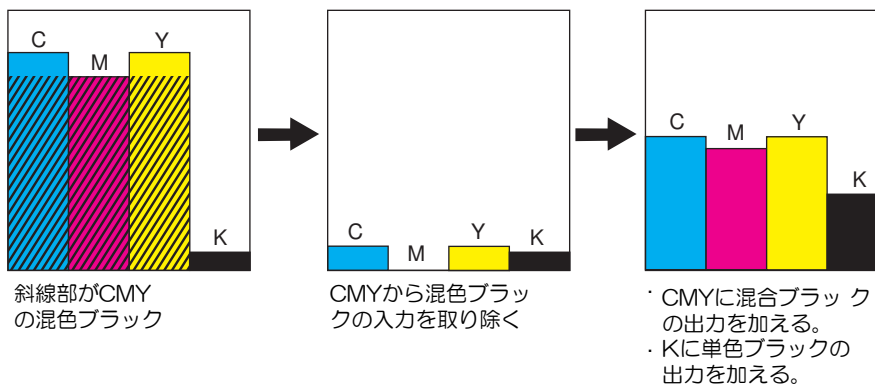 C
M
Y
K
斜線部がCMY
の混色ブラック
C
M
Y
K
CMYから混色ブラッ
クの入力を取り除く
C
M
Y
K
・ CMYに混合ブラッ ク
の出力を加える。
・ Kに単色ブラックの
出力を加える。